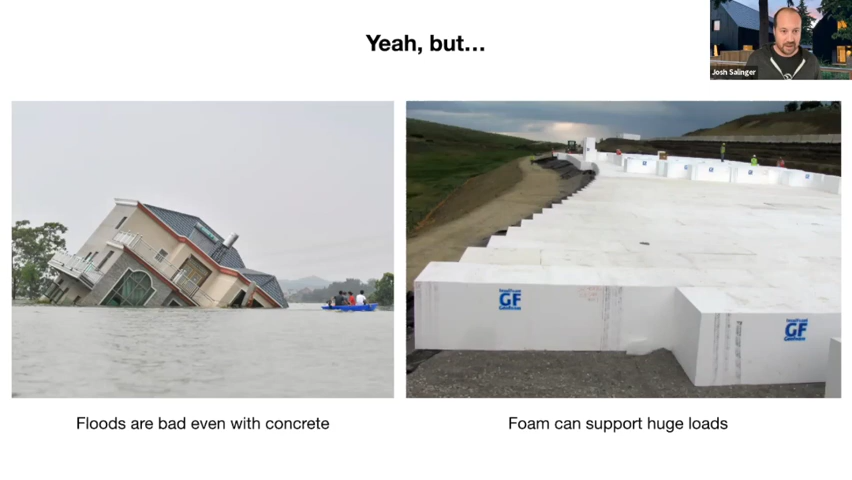 Yeah, but...
Josh Salinger
GF
GF
Floods are bad even with concrete
Foam can support huge loads